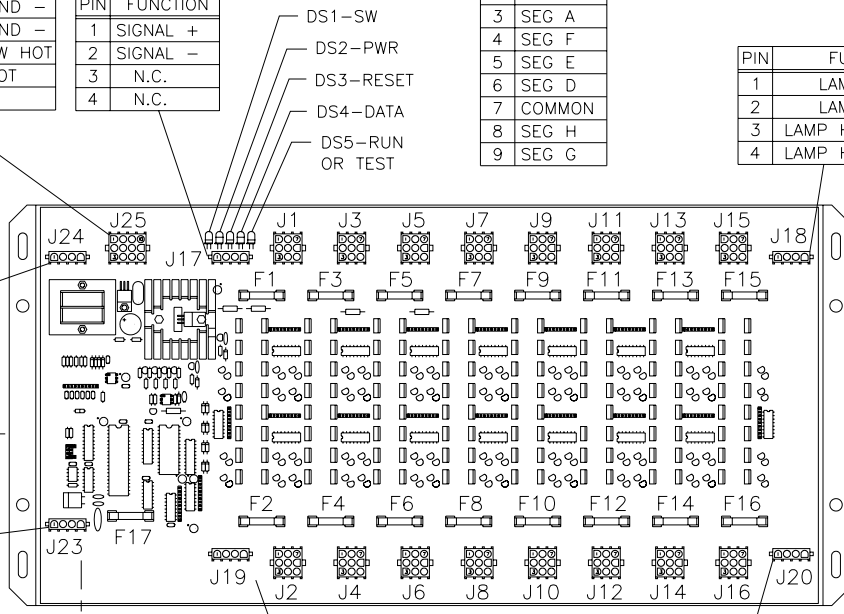 ND −
ND −
W HOT
OT
PIN FUNCTION
1 SIGNAL +
2 SIGNAL −
3 N.C.
4 N.C.
DS1−SW
DS2−PWR
DS3−RESET
DS4−DATA
DS5−RUN
OR TEST
3 SEG A
4 SEG F
5 SEG E
6 SEG D
7 COMMON
8 SEG H
9 SEG G
PIN FU
1 LAM
2 LAM
3 LAMP H
4 LAMP H
J24 J25 J17 J1 J3 J5 J7 J9 J11 J13 J15 J18
F1 F3 F5 F7 F9 F11 F13 F15
F2 F4 F6 F8 F10 F12 F14 F16
F17
J23 J19 J2 J4 J6 J8 J10 J12 J14 J16 J20